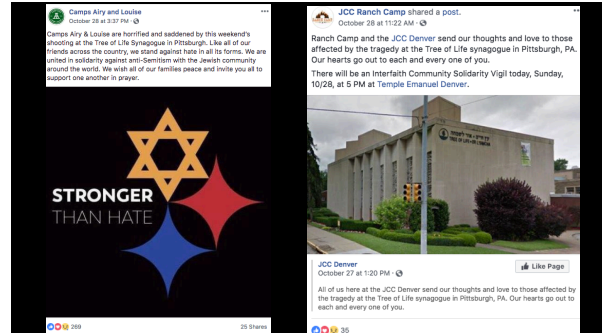 Camps Airy and Louise
October 28 at 3:37 PM ·
Camps Airy & Louise are horrified and saddened by this weekend's
shooting at the Tree of Life Synagogue in Pittsburgh. Like all of our
friends across the country, we stand against hate in all its forms. We are
united in solidarity against anti-Semitism with the Jewish community
around the world. We wish all of our families peace and invite you all to
support one another in prayer.
STRONGER
THAN HATE
269
25 Shares
JCC Ranch Camp shared a post.
October 28 at 11:22 AM ·
Ranch Camp and the JCC Denver send our thoughts and love to those
affected by the tragedy at the Tree of Life synagogue in Pittsburgh, PA.
Our hearts go out to each and every one of you.
There will be an Interfaith Community Solidarity Vigil today, Sunday,
10/28, at 5 PM at Temple Emanuel Denver.
JCC Denver
October 27 at 1:20 PM ·
Like Page
All of us here at the JCC Denver send our thoughts and love to those affected by
the tragedy at the Tree of Life synagogue in Pittsburgh, PA. Our hearts go out to
each and every one of you.
35